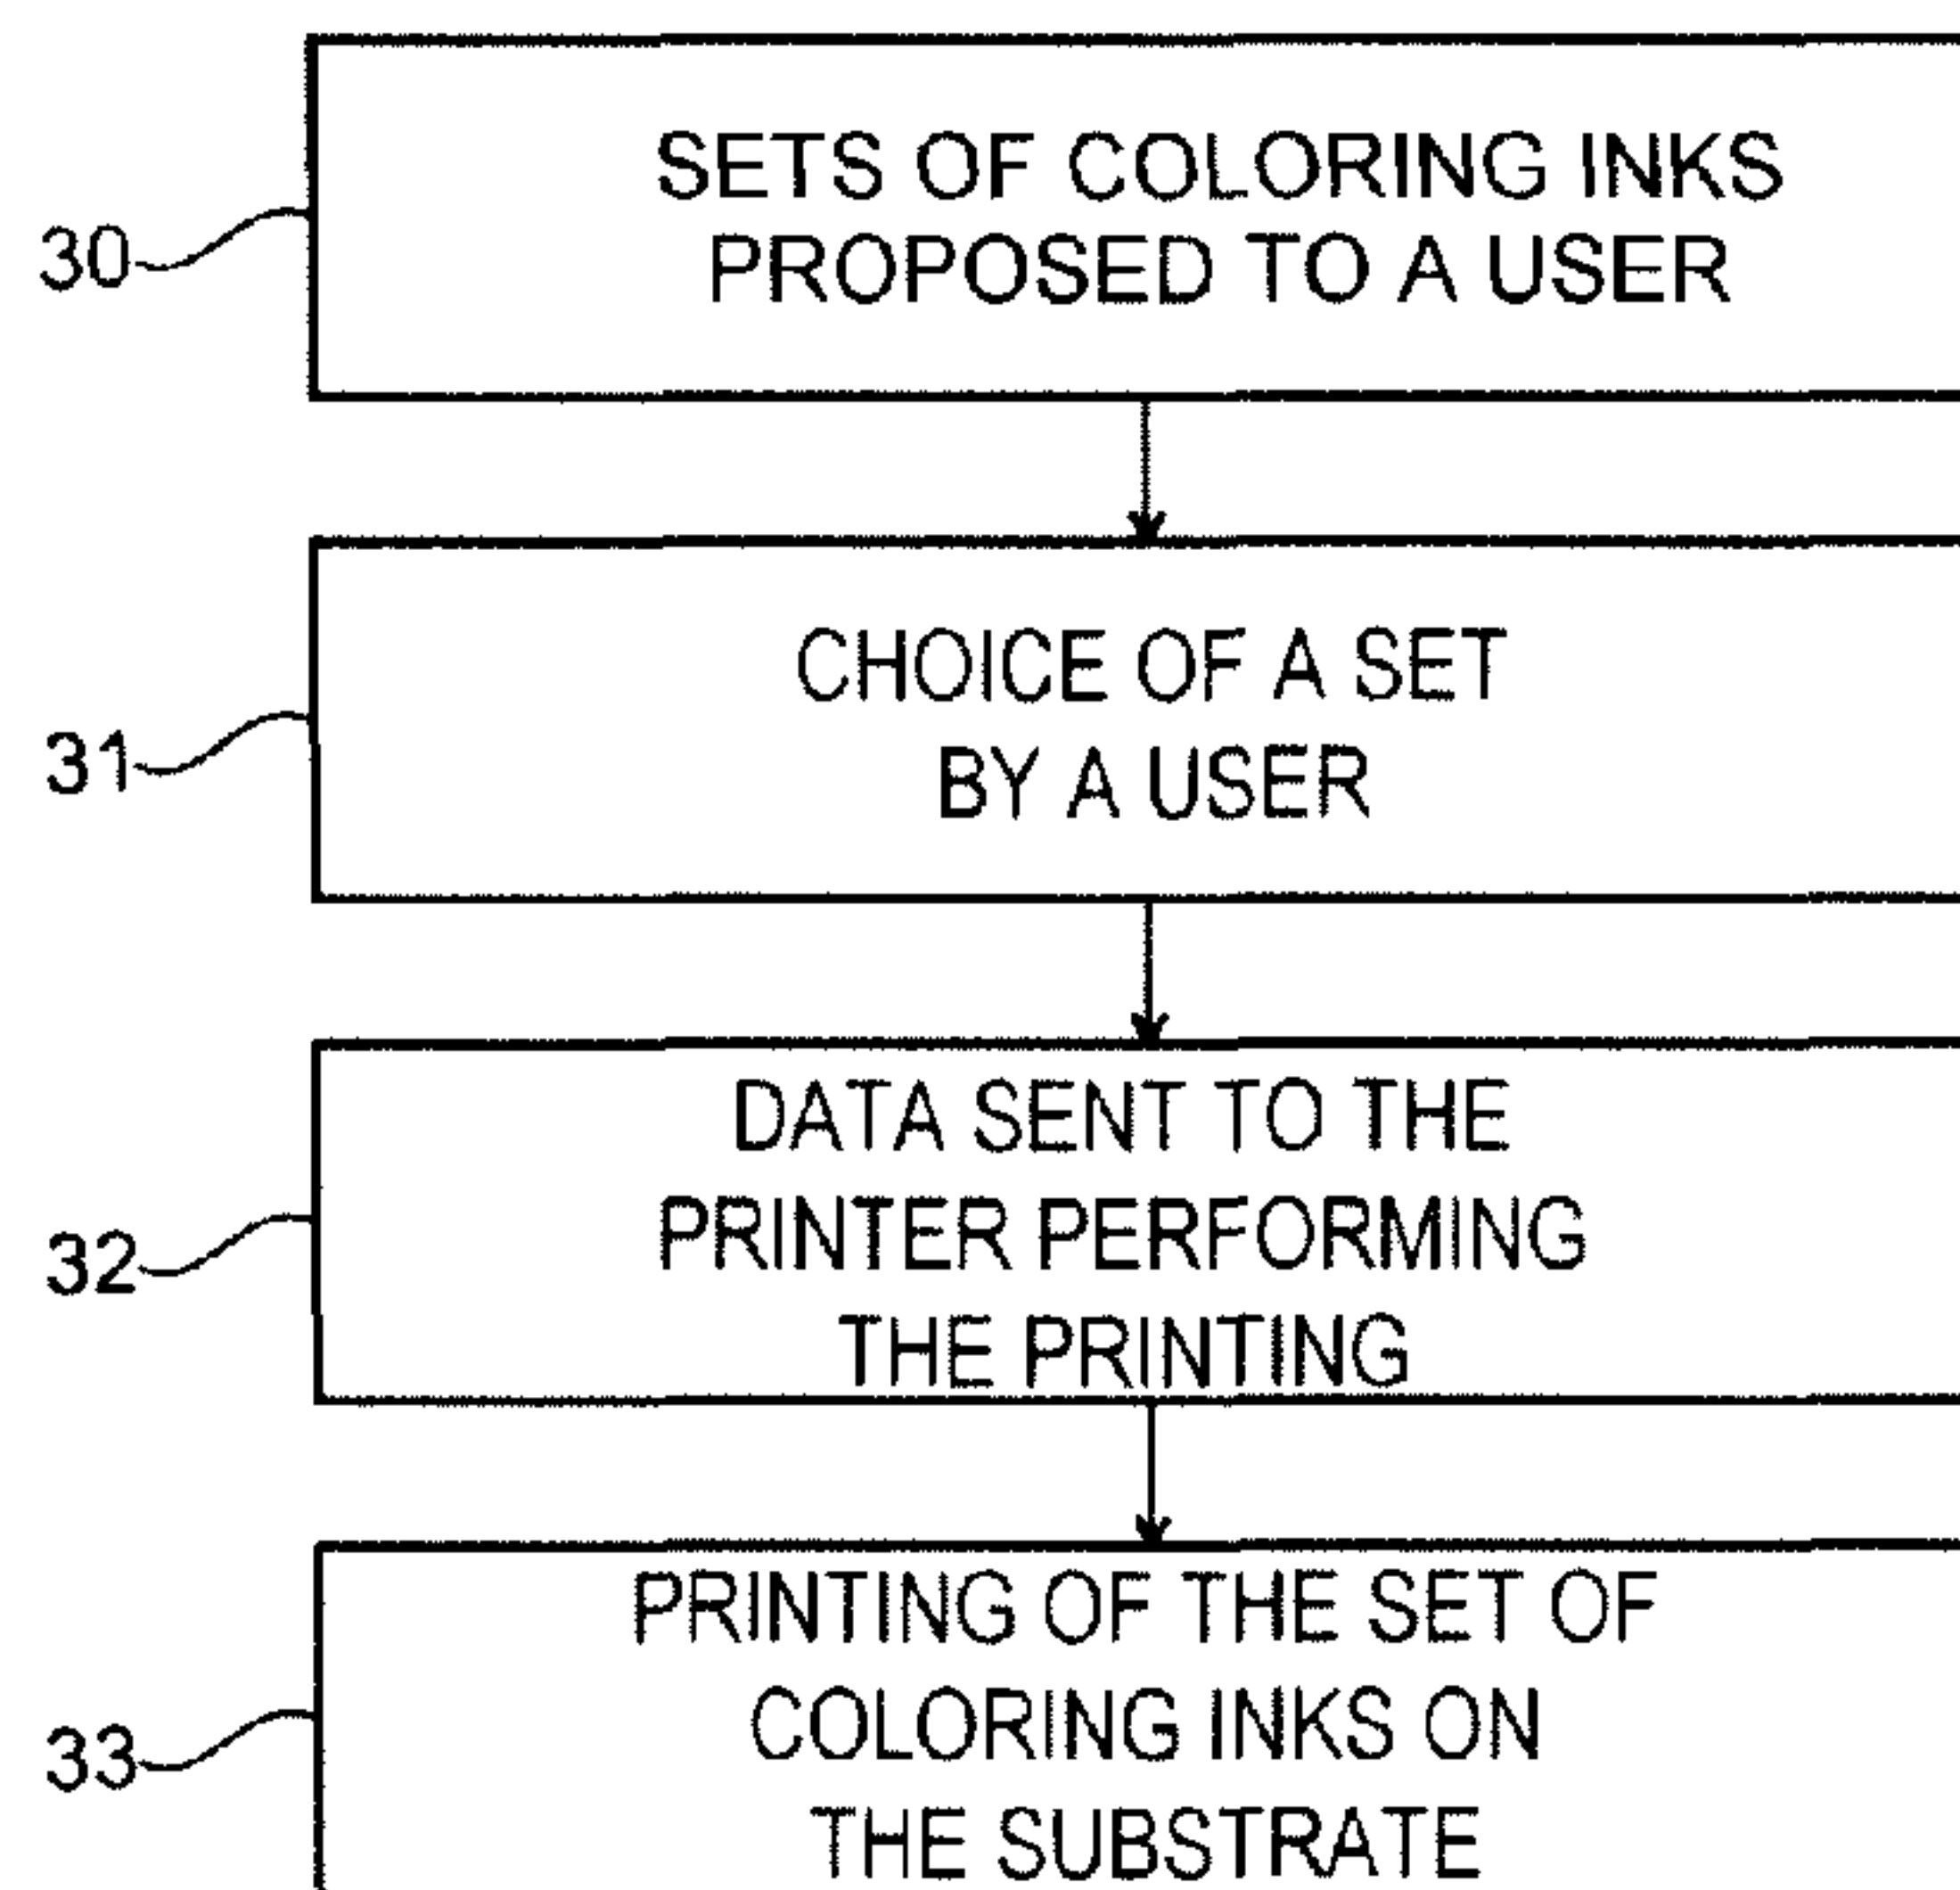 SETS OF COLORING INKS
30
PROPOSED TO A USER
CHOICE OF A SET
31
BY A USER
DATA SENT TO THE
PRINTER PERFORMING
32
THE PRINTING
PRINTING OF THE SET OF
COLORING INKS ON
33
THE SUBSTRATE